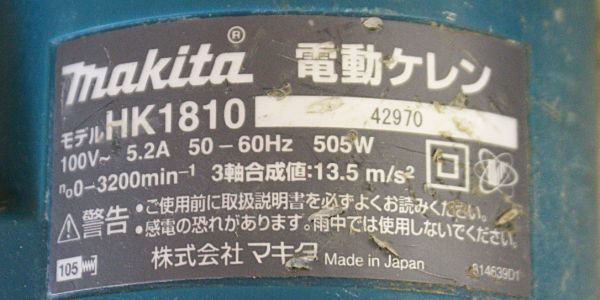 makita® 電動ケレン
モデル HK1810 42970
100V~ 5.2A 50-60Hz 505W
n₀0-3200min⁻¹ 3軸合成値:13.5 m/s²
⚠警告 •ご使用前に取扱説明書を必ずよくお読みください。
•感電の恐れがあります。雨中では使用しないでください。
株式会社 マキタ Made in Japan
105 814639D1